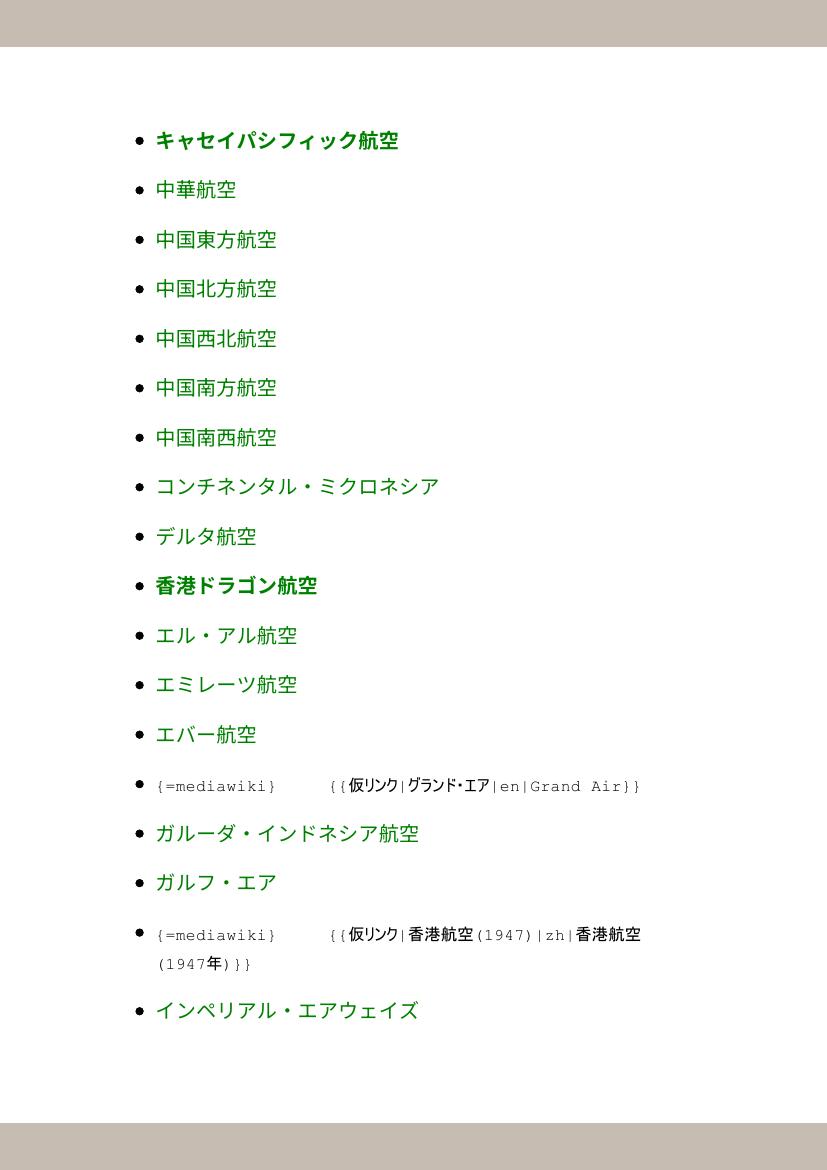 キャセイパシフィック航空
中華航空
中国東方航空
中国北方航空
中国西北航空
中国南方航空
中国南西航空
コンチネンタル・ミクロネシア
デルタ航空
香港ドラゴン航空
エル・アル航空
エミレーツ航空
エバー航空
{=mediawiki} {{仮リンク|グランド・エア|en|Grand Air}}
ガルーダ・インドネシア航空
ガルフ・エア
{=mediawiki} {{仮リンク|香港航空(1947)|zh|香港航空
(1947年)}}
インペリアル・エアウェイズ